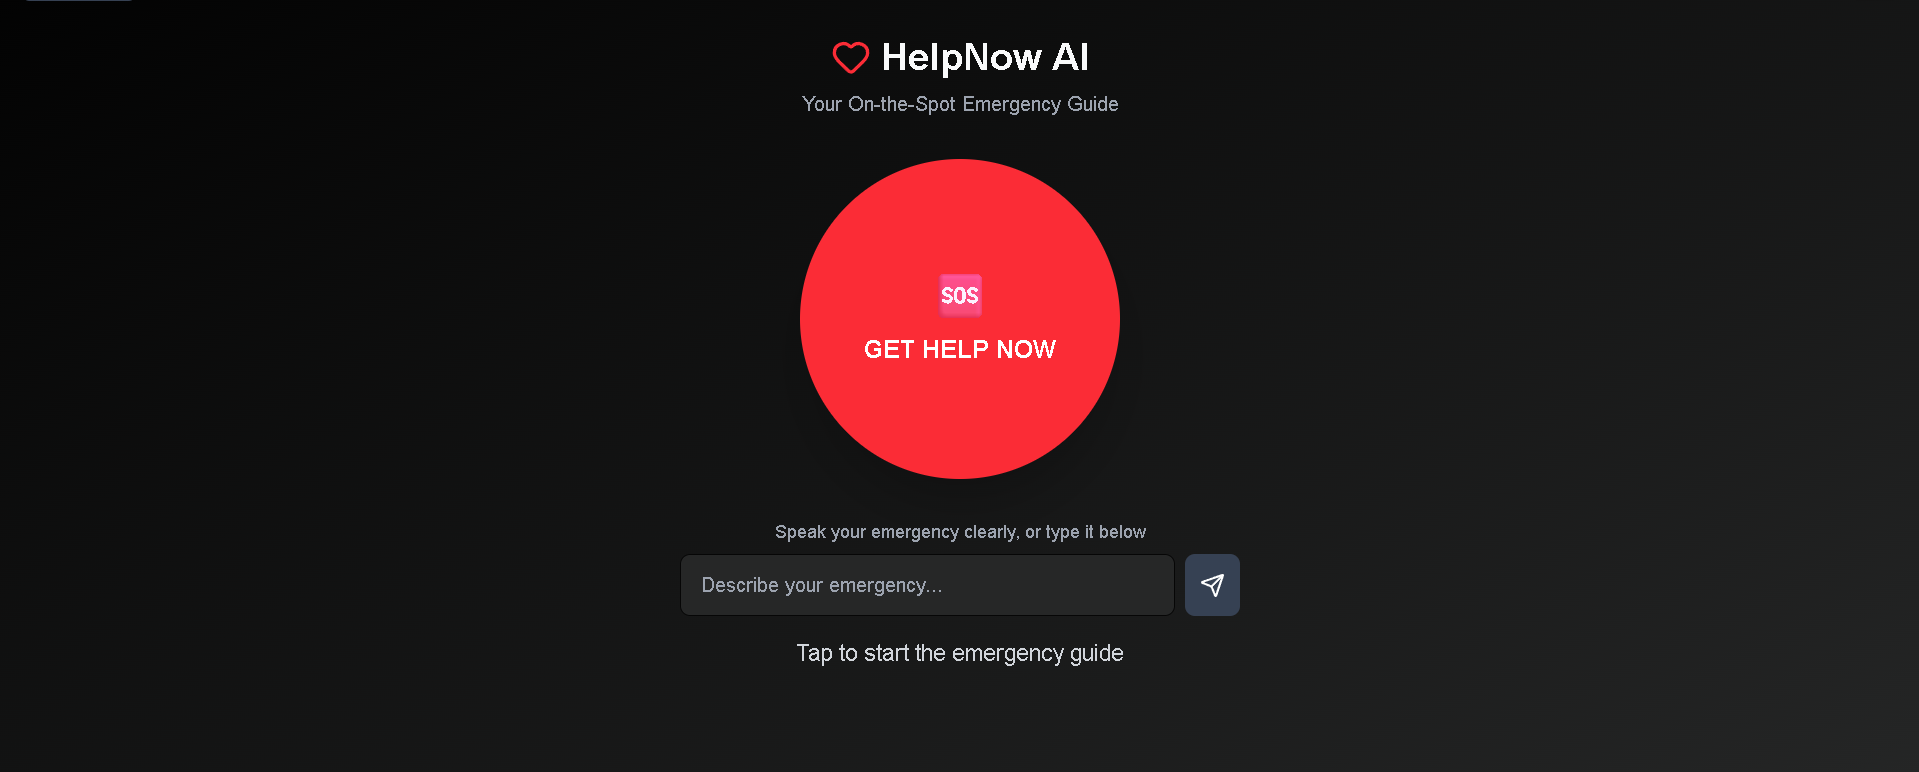 HelpNow AI
Your On-the-Spot Emergency Guide
SOS
GET HELP NOW
Speak your emergency clearly, or type it below
Describe your emergency...
Tap to start the emergency guide